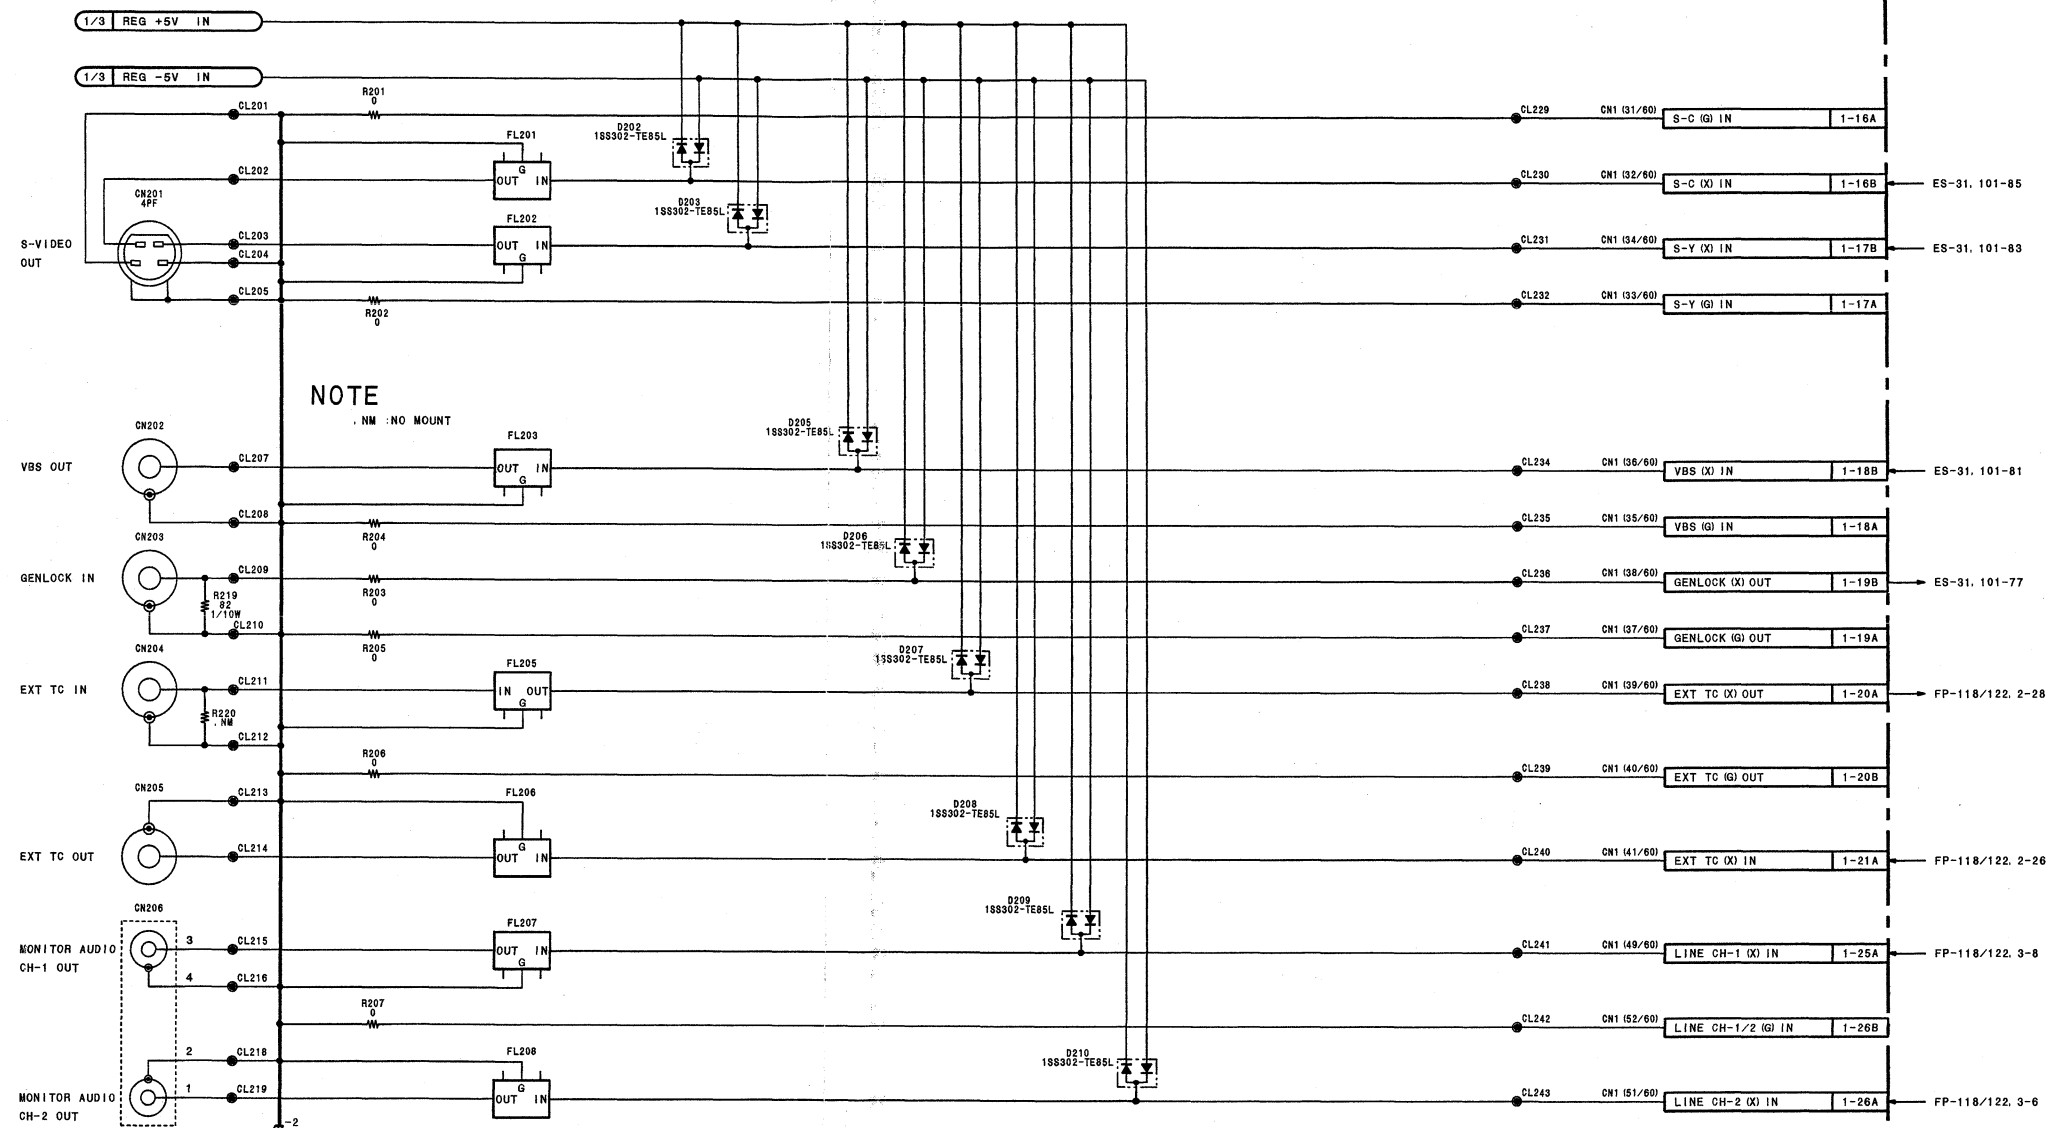 1/3 REG +5V IN
1/3 REG -5V IN
CL201
R201
0
CL229
CN1 (31/60)
S-C (G) IN
1-16A
D202
1SS302-TE85L
FL201
G
OUT IN
CL202
CL230
CN1 (32/60)
S-C (X) IN
1-16B
ES-31, 101-85
CN201
4PF
D203
1SS302-TE85L
FL202
OUT IN
G
S-VIDEO
OUT
CL203
CL204
CL231
CN1 (34/60)
S-Y (X) IN
1-17B
ES-31, 101-83
CL205
R202
0
CL232
CN1 (33/60)
S-Y (G) IN
1-17A
NOTE
. NM :NO MOUNT
CN202
VBS OUT
CL207
FL203
OUT IN
G
D205
1SS302-TE85L
CL234
CN1 (36/60)
VBS (X) IN
1-18B
ES-31, 101-81
CL208
R204
0
CL235
CN1 (35/60)
VBS (G) IN
1-18A
CN203
GENLOCK IN
CL209
R203
0
D206
1SS302-TE85L
CL236
CN1 (38/60)
GENLOCK (X) OUT
1-19B
ES-31, 101-77
R219
82
1/10W
CL210
R205
0
CL237
CN1 (37/60)
GENLOCK (G) OUT
1-19A
CN204
EXT TC IN
CL211
FL205
IN OUT
G
D207
1SS302-TE85L
CL238
CN1 (39/60)
EXT TC (X) OUT
1-20A
FP-118/122, 2-28
R220
. NM
CL212
R206
0
CL239
CN1 (40/60)
EXT TC (G) OUT
1-20B
CN205
CL213
FL206
G
OUT IN
D208
1SS302-TE85L
EXT TC OUT
CL214
CL240
CN1 (41/60)
EXT TC (X) IN
1-21A
FP-118/122, 2-26
CN206
MONITOR AUDIO
CH-1 OUT
3
CL215
FL207
OUT IN
G
D209
1SS302-TE85L
CL241
CN1 (49/60)
LINE CH-1 (X) IN
1-25A
FP-118/122, 3-8
4
CL216
R207
0
CL242
CN1 (52/60)
LINE CH-1/2 (G) IN
1-26B
2
CL218
FL208
G
OUT IN
D210
1SS302-TE85L
MONITOR AUDIO
CH-2 OUT
1
CL219
CL243
CN1 (51/60)
LINE CH-2 (X) IN
1-26A
FP-118/122, 3-6
-2